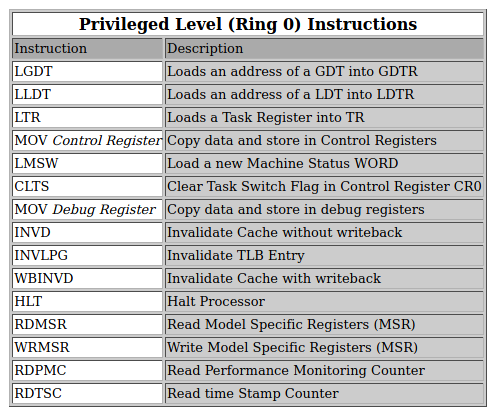 Privileged Level (Ring 0) Instructions
Instruction Description
LGDT Loads an address of a GDT into GDTR
LLDT Loads an address of a LDT into LDTR
LTR Loads a Task Register into TR
MOV Control Register Copy data and store in Control Registers
LMSW Load a new Machine Status WORD
CLTS Clear Task Switch Flag in Control Register CR0
MOV Debug Register Copy data and store in debug registers
INVD Invalidate Cache without writeback
INVLPG Invalidate TLB Entry
WBINVD Invalidate Cache with writeback
HLT Halt Processor
RDMSR Read Model Specific Registers (MSR)
WRMSR Write Model Specific Registers (MSR)
RDPMC Read Performance Monitoring Counter
RDTSC Read time Stamp Counter